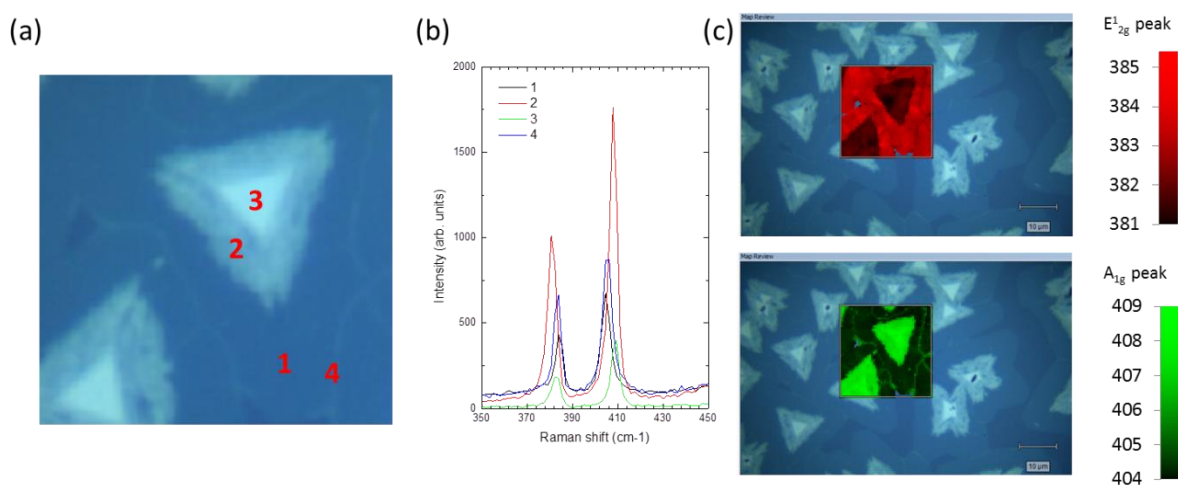 (a)
3
2
1
4
(b)
2000
1500
1000
500
0
Intensity (arb. units)
1
2
3
4
350
390
410
430
450
Raman shift (cm-1)
(c)
Map Review
10 µm
E¹₂g peak
385
384
383
382
381
Map Review
10 µm
A₁g peak
409
408
407
406
405
404